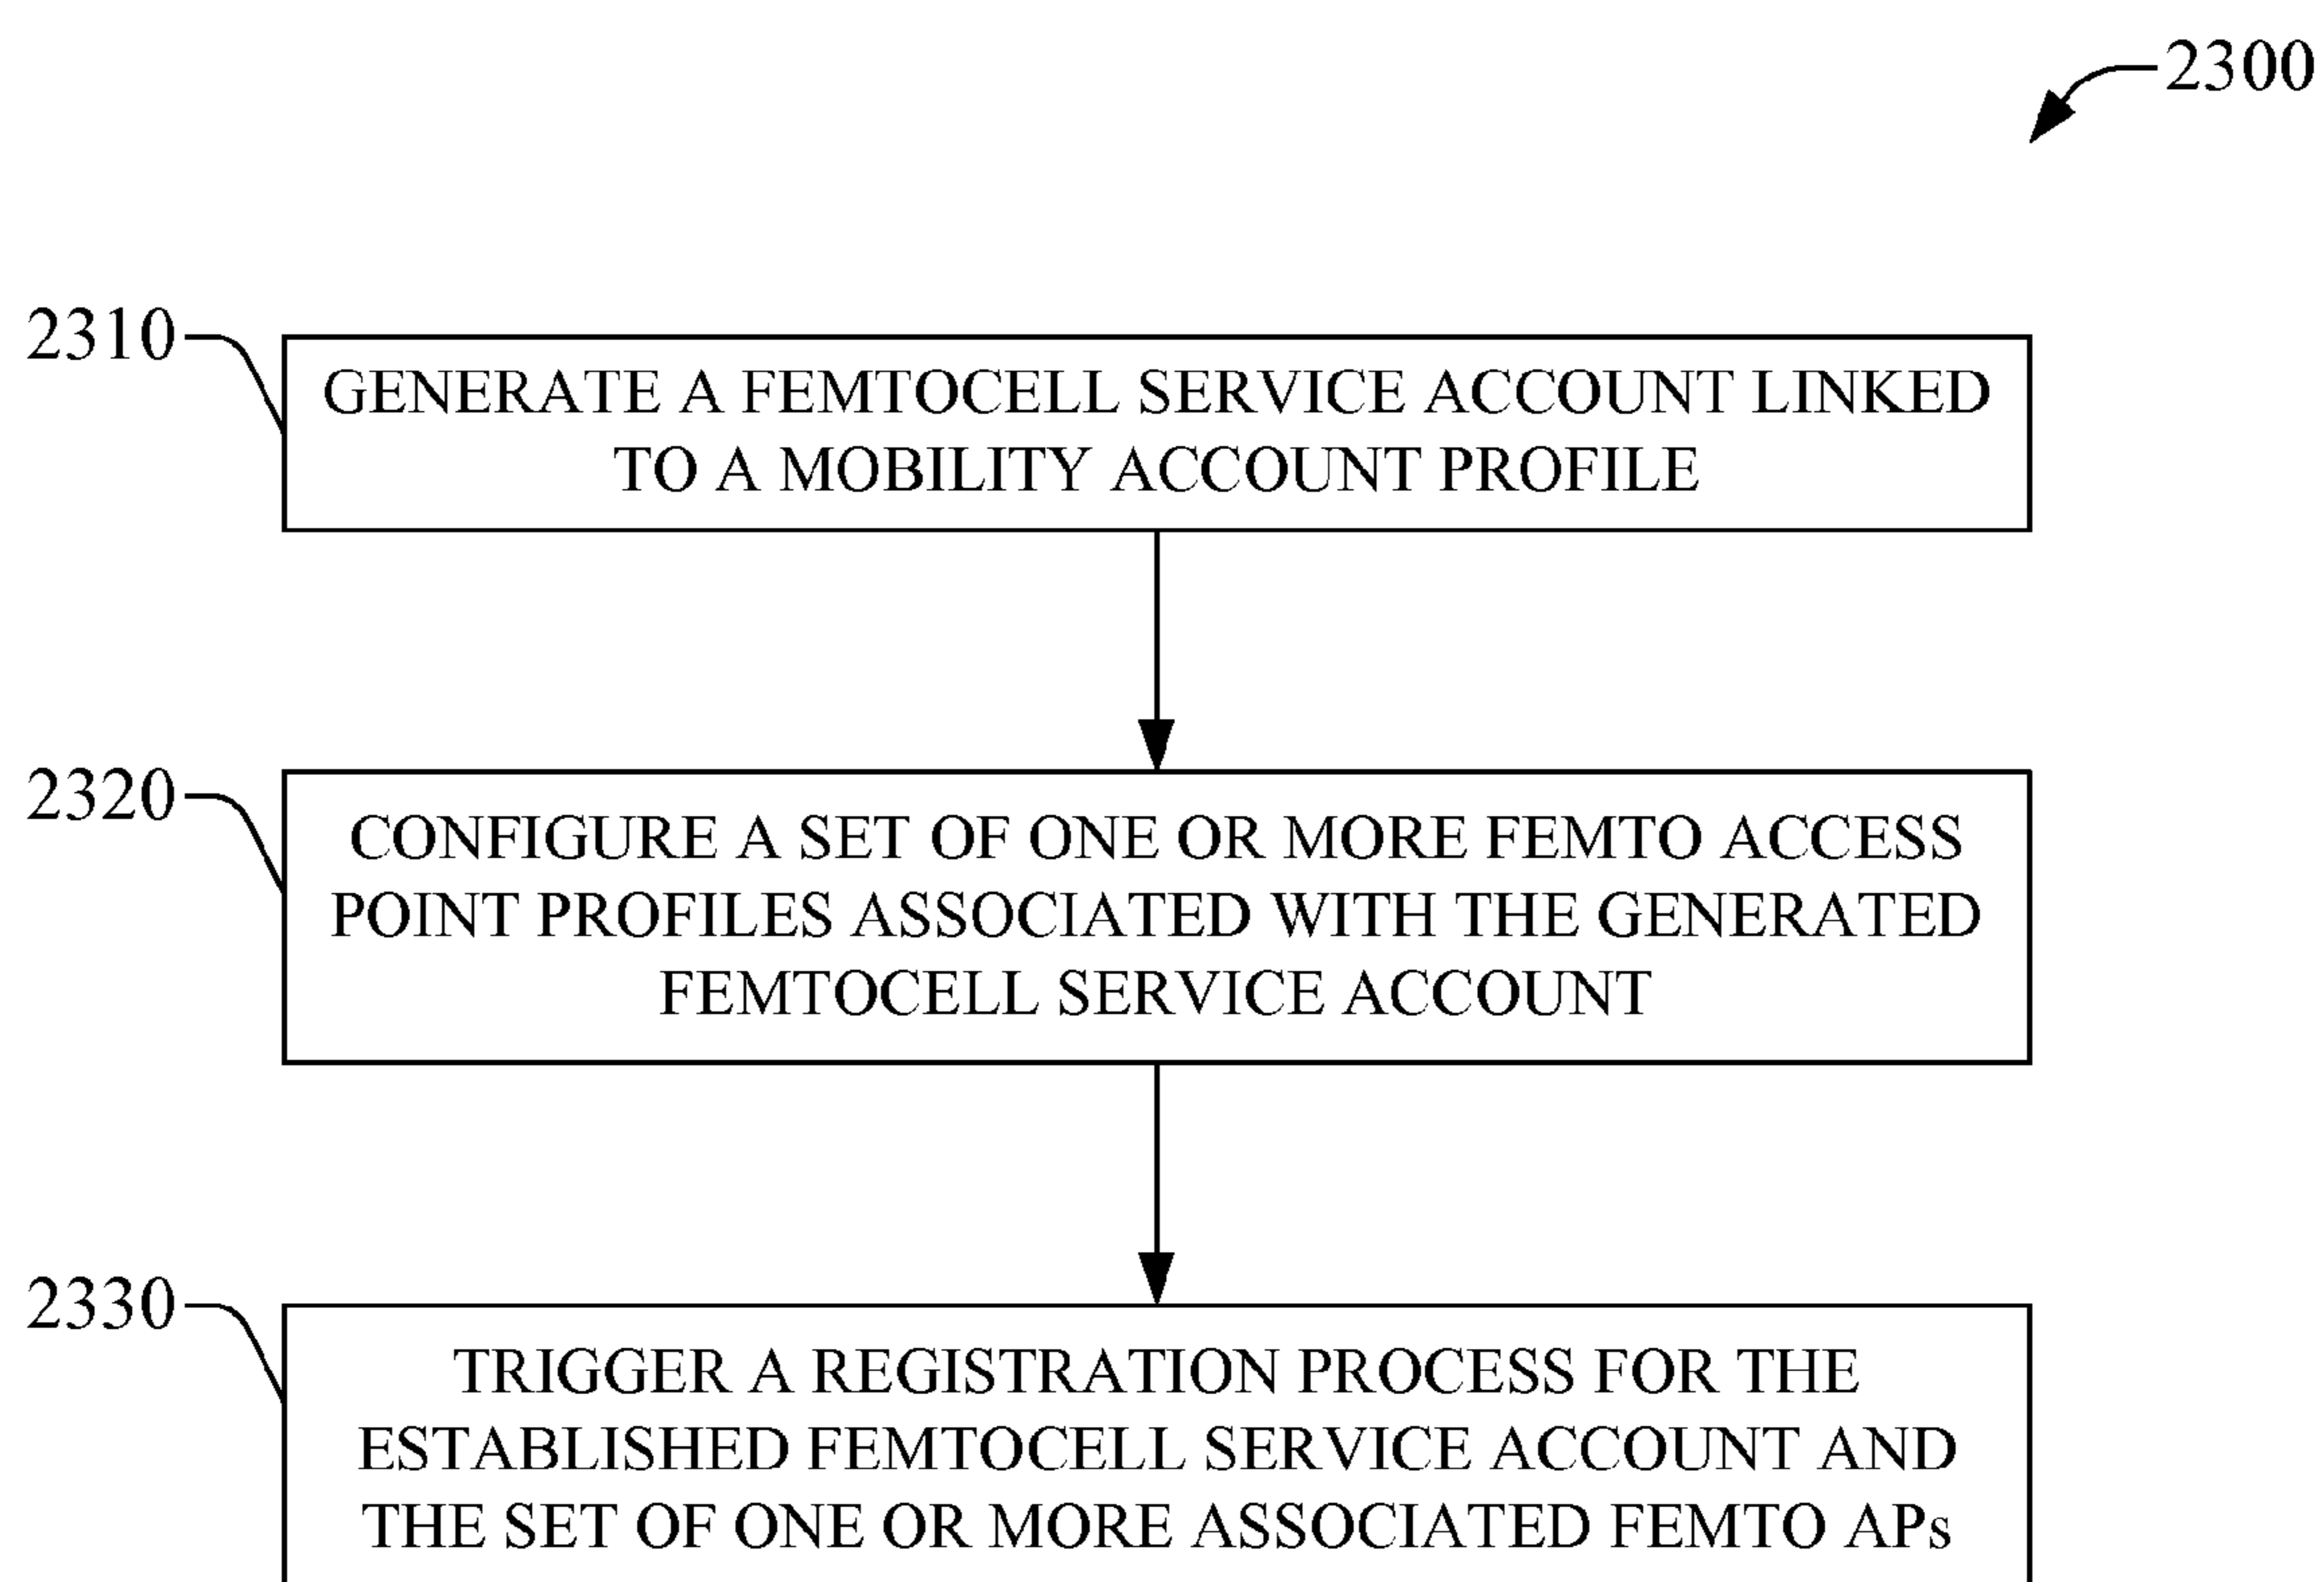 2300
2310
GENERATE A FEMTOCELL SERVICE ACCOUNT LINKED
TO A MOBILITY ACCOUNT PROFILE
2320
CONFIGURE A SET OF ONE OR MORE FEMTO ACCESS
POINT PROFILES ASSOCIATED WITH THE GENERATED
FEMTOCELL SERVICE ACCOUNT
2330
TRIGGER A REGISTRATION PROCESS FOR THE
ESTABLISHED FEMTOCELL SERVICE ACCOUNT AND
THE SET OF ONE OR MORE ASSOCIATED FEMTO APs